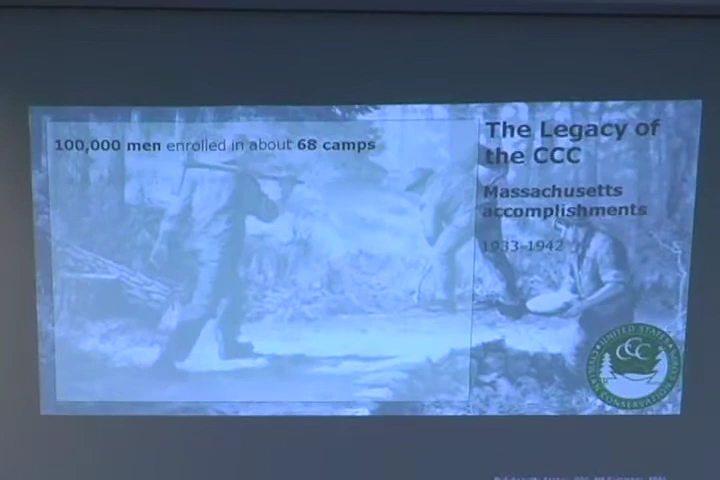 100,000 men enrolled in about 68 camps
The Legacy of
the CCC
Massachusetts
accomplishments
1933-1942
UNITED STATES
CCC
CIVILIAN CONSERVATION